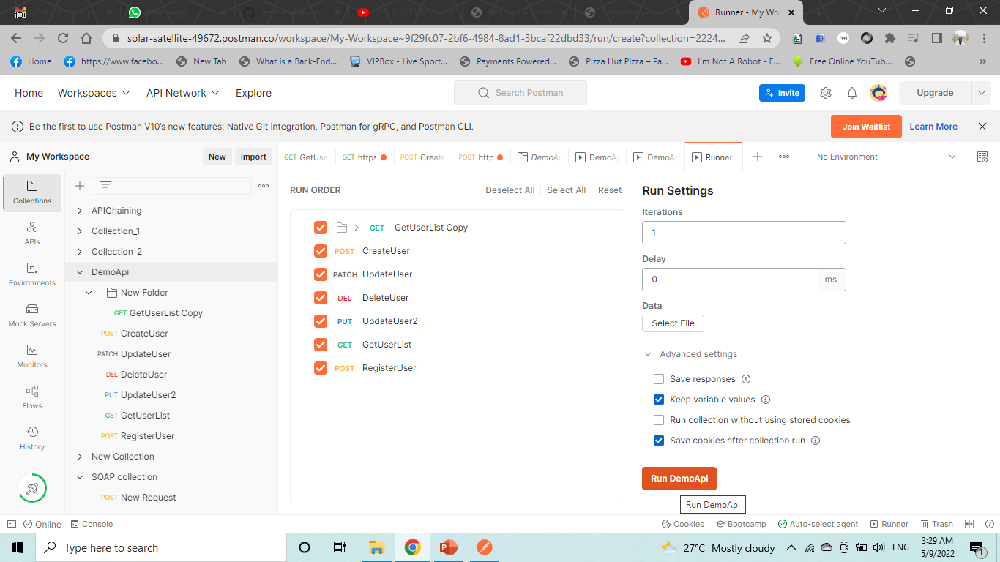 100+
WhatsApp
Runner - My Wor
solar-satellite-49672.postman.co/workspace/My-Workspace~9f29fc07-2bf6-4984-8ad1-3bcaf22dbd33/run/create?collection=2224...
Home https://www.facebo... New Tab What is a Back-End... VIPBox - Live Sport... Payments Powered... Pizza Hut Pizza – Pa... I'm Not A Robot - E... Free Online YouTub... »
Home Workspaces API Network Explore Search Postman Invite Upgrade
Be the first to use Postman V10's new features: Native Git integration, Postman for gRPC, and Postman CLI. Join Waitlist Learn More
My Workspace New Import GET GetUse GET https POST Create POST http DemoA DemoA DemoA Runner No Environment
Collections
APIs
Environments
Mock Servers
Monitors
Flows
History
APIChaining
Collection_1
Collection_2
DemoApi
New Folder
GET GetUserList Copy
POST CreateUser
PATCH UpdateUser
DEL DeleteUser
PUT UpdateUser2
GET GetUserList
POST RegisterUser
New Collection
SOAP collection
POST New Request
RUN ORDER Deselect All Select All Reset
GET GetUserList Copy
POST CreateUser
PATCH UpdateUser
DEL DeleteUser
PUT UpdateUser2
GET GetUserList
POST RegisterUser
Run Settings
Iterations
1
Delay
0 ms
Data
Select File
Advanced settings
Save responses
Keep variable values
Run collection without using stored cookies
Save cookies after collection run
Run DemoApi
Run DemoApi
Online Console Cookies Bootcamp Auto-select agent Runner Trash
Type here to search 27°C Mostly cloudy ENG 3:29 AM
5/9/2022 1